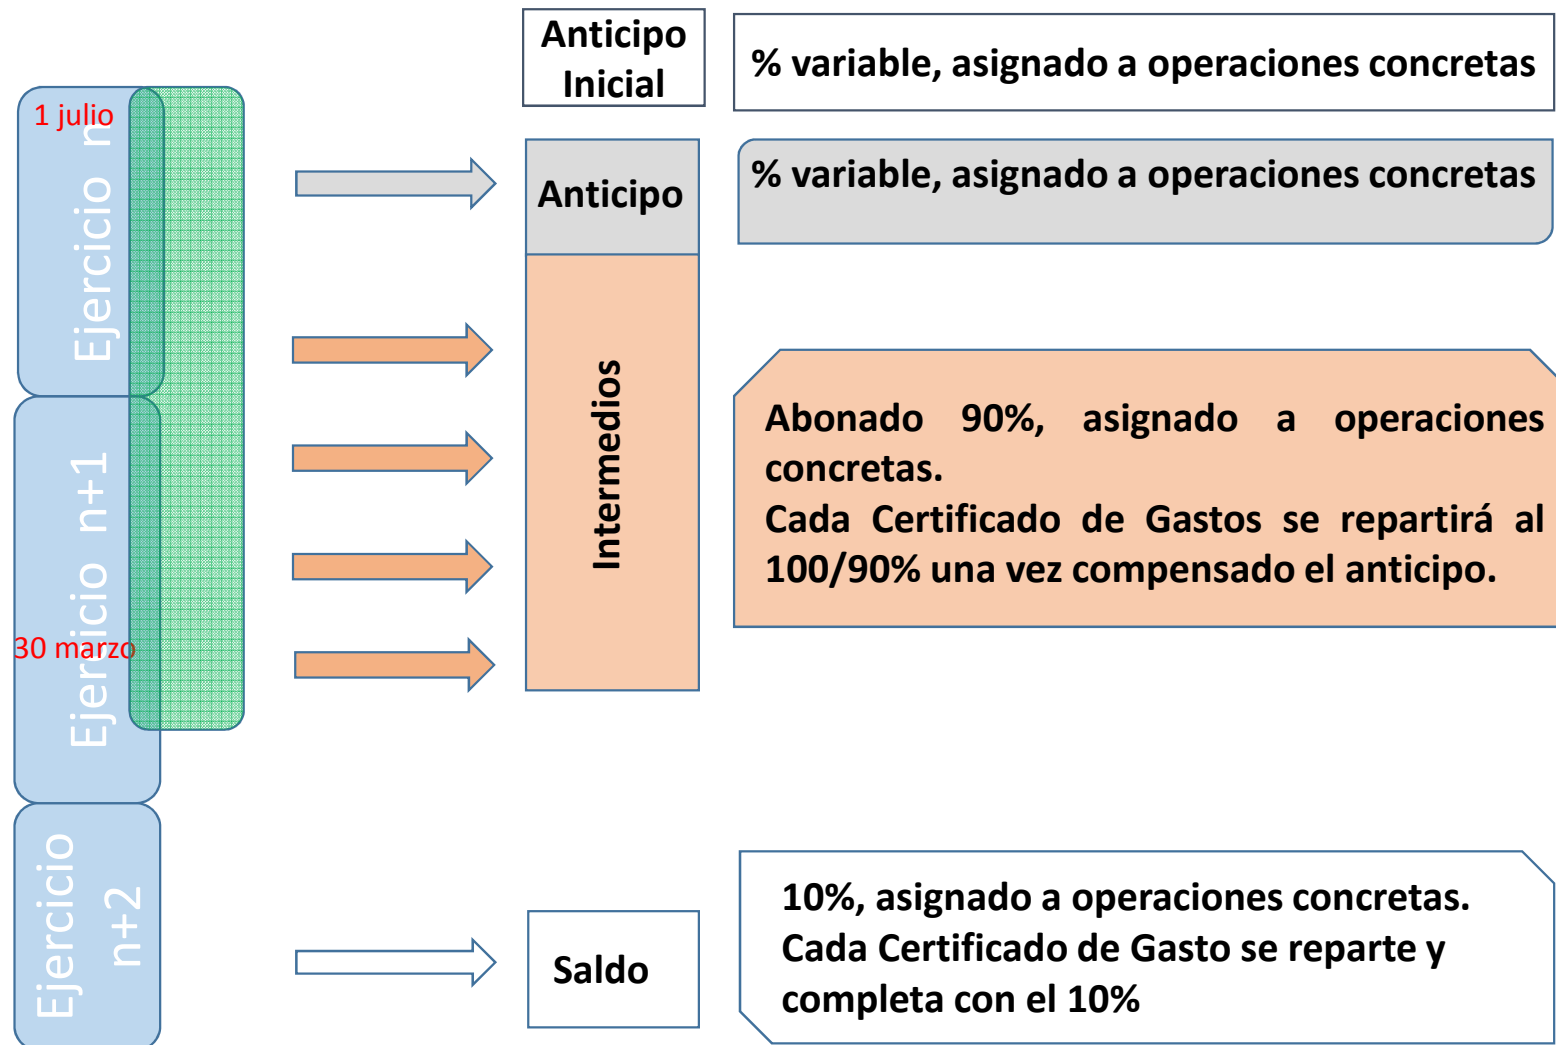 Anticipo
Inicial
% variable, asignado a operaciones concretas
1 julio
Ejercicio n
Anticipo
% variable, asignado a operaciones concretas
Intermedios
Abonado 90%, asignado a operaciones
concretas.
Cada Certificado de Gastos se repartirá al
100/90% una vez compensado el anticipo.
Ejercicio n+1
30 marzo
Ejercicio
n+2
Saldo
10%, asignado a operaciones concretas.
Cada Certificado de Gasto se reparte y
completa con el 10%